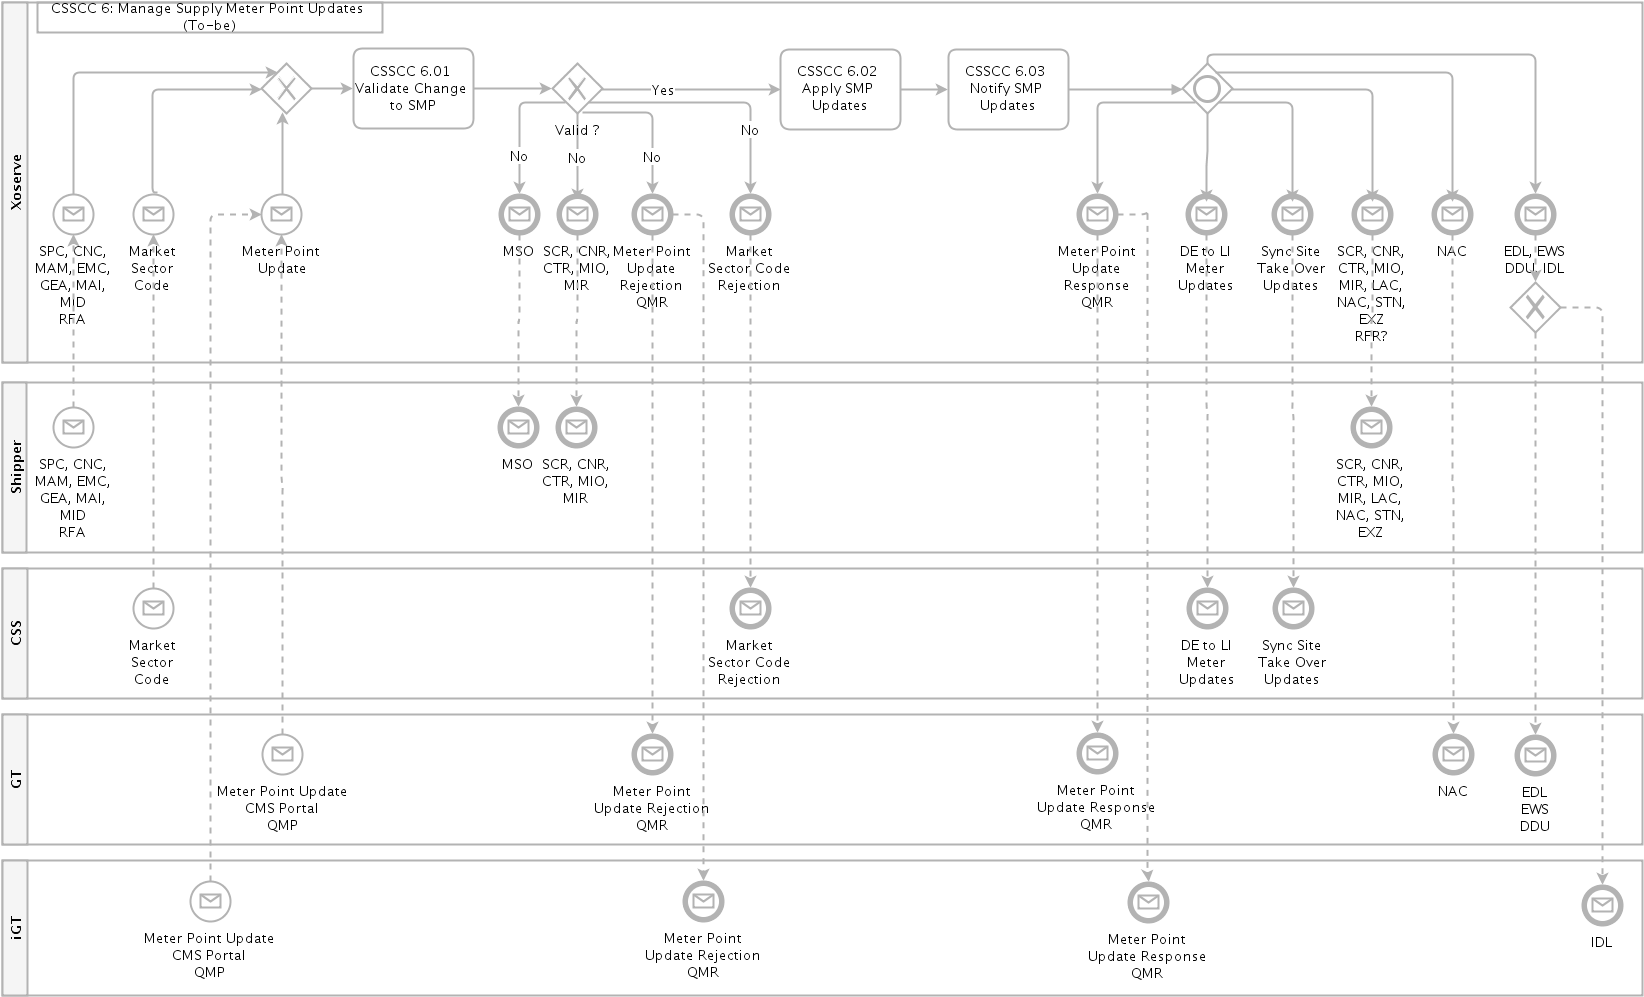 CSSCC 6: Manage Supply Meter Point Updates
(To-be)
Xoserve
CSSCC 6.01
Validate Change
to SMP
Valid ?
Yes
No
No
No
No
CSSCC 6.02
Apply SMP
Updates
CSSCC 6.03
Notify SMP
Updates
SPC, CNC,
MAM, EMC,
GEA, MAI,
MID
RFA
Market
Sector
Code
Meter Point
Update
MSO
SCR, CNR,
CTR, MIO,
MIR
Meter Point
Update
Rejection
QMR
Market
Sector Code
Rejection
Meter Point
Update
Response
QMR
DE to LI
Meter
Updates
Sync Site
Take Over
Updates
SCR, CNR,
CTR, MIO,
MIR, LAC,
NAC, STN,
EXZ
RFR?
NAC
EDL, EWS
DDU, IDL
Shipper
SPC, CNC,
MAM, EMC,
GEA, MAI,
MID
RFA
MSO
SCR, CNR,
CTR, MIO,
MIR
SCR, CNR,
CTR, MIO,
MIR, LAC,
NAC, STN,
EXZ
CSS
Market
Sector
Code
Market
Sector Code
Rejection
DE to LI
Meter
Updates
Sync Site
Take Over
Updates
GT
Meter Point Update
CMS Portal
QMP
Meter Point
Update Rejection
QMR
Meter Point
Update Response
QMR
NAC
EDL
EWS
DDU
iGT
Meter Point Update
CMS Portal
QMP
Meter Point
Update Rejection
QMR
Meter Point
Update Response
QMR
IDL